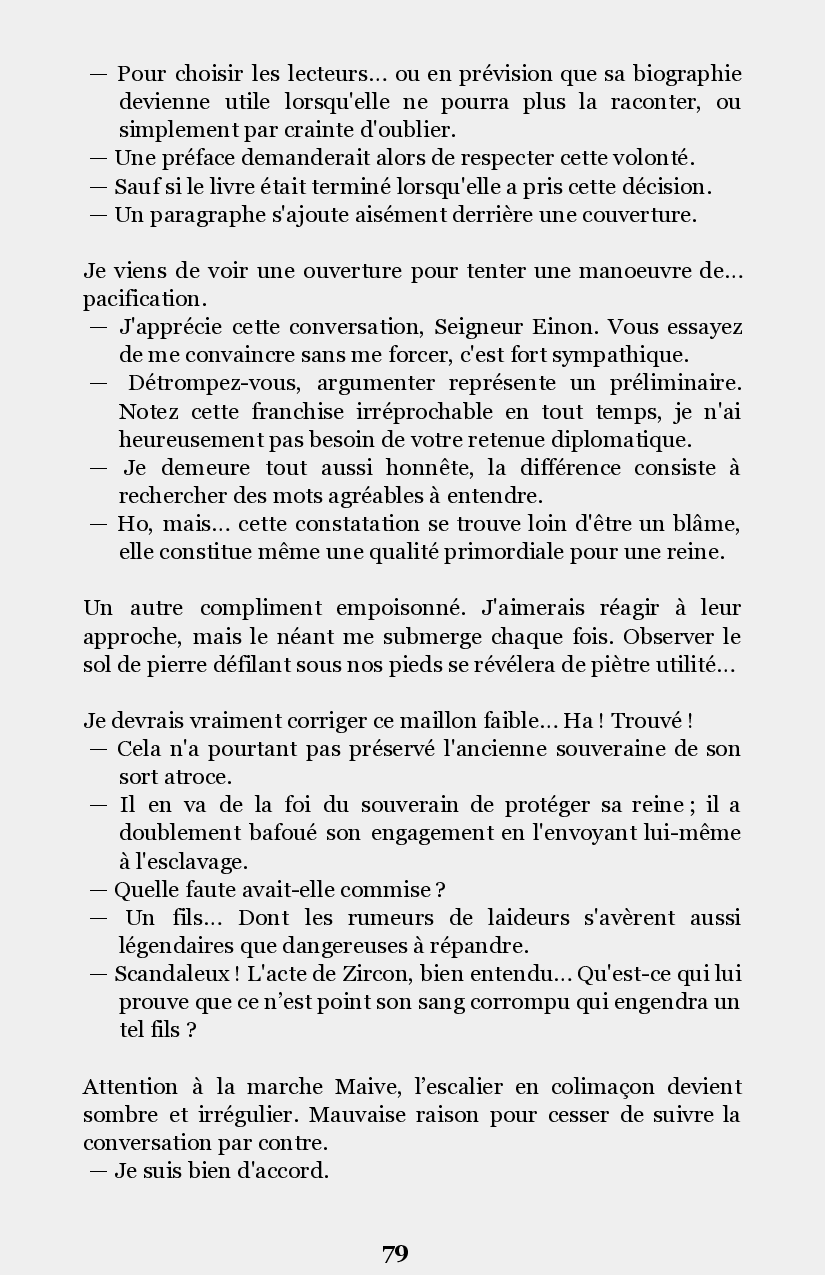 — Pour choisir les lecteurs... ou en prévision que sa biographie
devienne utile lorsqu'elle ne pourra plus la raconter, ou
simplement par crainte d'oublier.
— Une préface demanderait alors de respecter cette volonté.
— Sauf si le livre était terminé lorsqu'elle a pris cette décision.
— Un paragraphe s'ajoute aisément derrière une couverture.
Je viens de voir une ouverture pour tenter une manoeuvre de...
pacification.
— J'apprécie cette conversation, Seigneur Einon. Vous essayez
de me convaincre sans me forcer, c'est fort sympathique.
— Détrompez-vous, argumenter représente un préliminaire.
Notez cette franchise irréprochable en tout temps, je n'ai
heureusement pas besoin de votre retenue diplomatique.
— Je demeure tout aussi honnête, la différence consiste à
rechercher des mots agréables à entendre.
— Ho, mais... cette constatation se trouve loin d'être un blâme,
elle constitue même une qualité primordiale pour une reine.
Un autre compliment empoisonné. J'aimerais réagir à leur
approche, mais le néant me submerge chaque fois. Observer le
sol de pierre défilant sous nos pieds se révélera de piètre utilité...
Je devrais vraiment corriger ce maillon faible... Ha ! Trouvé !
— Cela n'a pourtant pas préservé l'ancienne souveraine de son
sort atroce.
— Il en va de la foi du souverain de protéger sa reine ; il a
doublement bafoué son engagement en l'envoyant lui-même
à l'esclavage.
— Quelle faute avait-elle commise ?
— Un fils... Dont les rumeurs de laideurs s'avèrent aussi
légendaires que dangereuses à répandre.
— Scandaleux ! L'acte de Zircon, bien entendu... Qu'est-ce qui lui
prouve que ce n’est point son sang corrompu qui engendra un
tel fils ?
Attention à la marche Maive, l’escalier en colimaçon devient
sombre et irrégulier. Mauvaise raison pour cesser de suivre la
conversation par contre.
— Je suis bien d'accord.
79